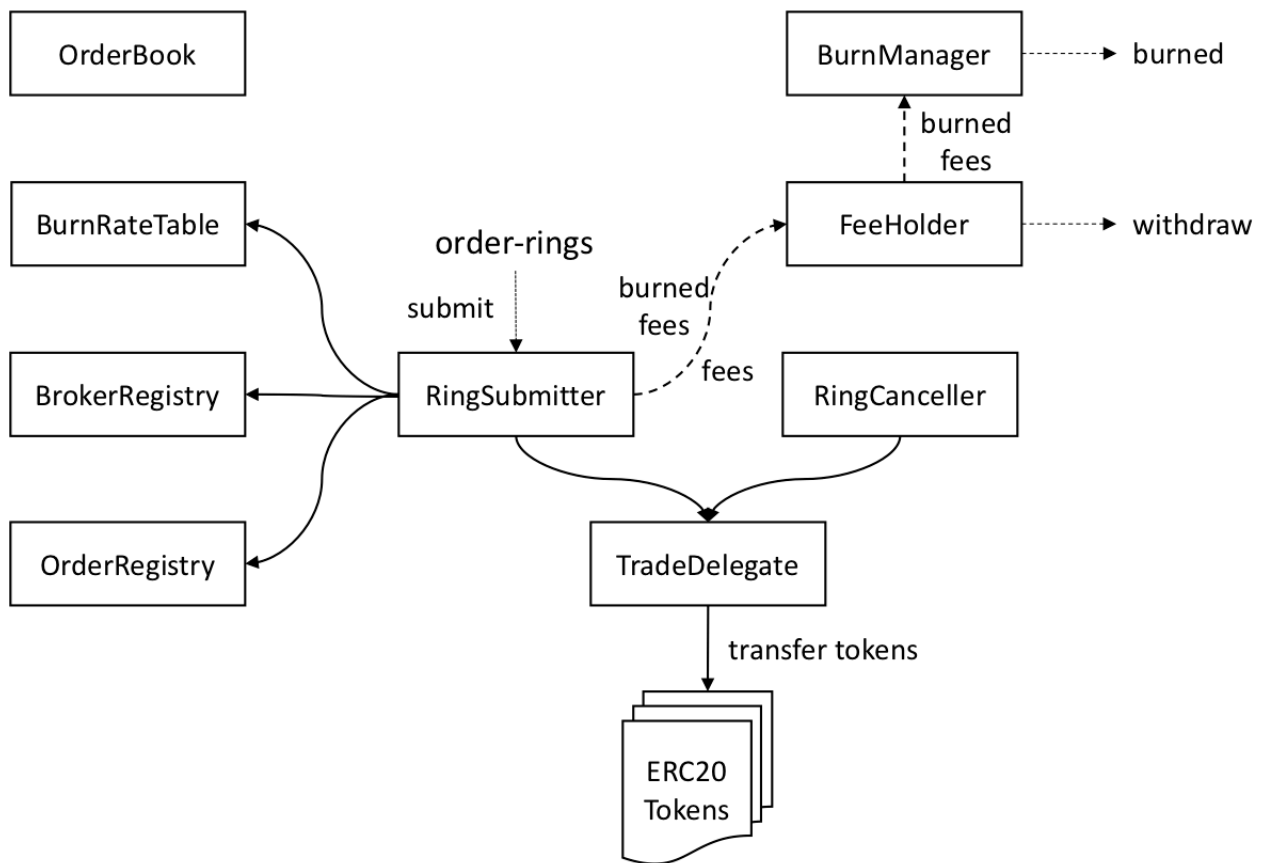 OrderBook
BurnManager
burned
burned
fees
BurnRateTable
FeeHolder
withdraw
order-rings
submit
burned
fees
fees
BrokerRegistry
RingSubmitter
RingCanceller
OrderRegistry
TradeDelegate
transfer tokens
ERC20
Tokens